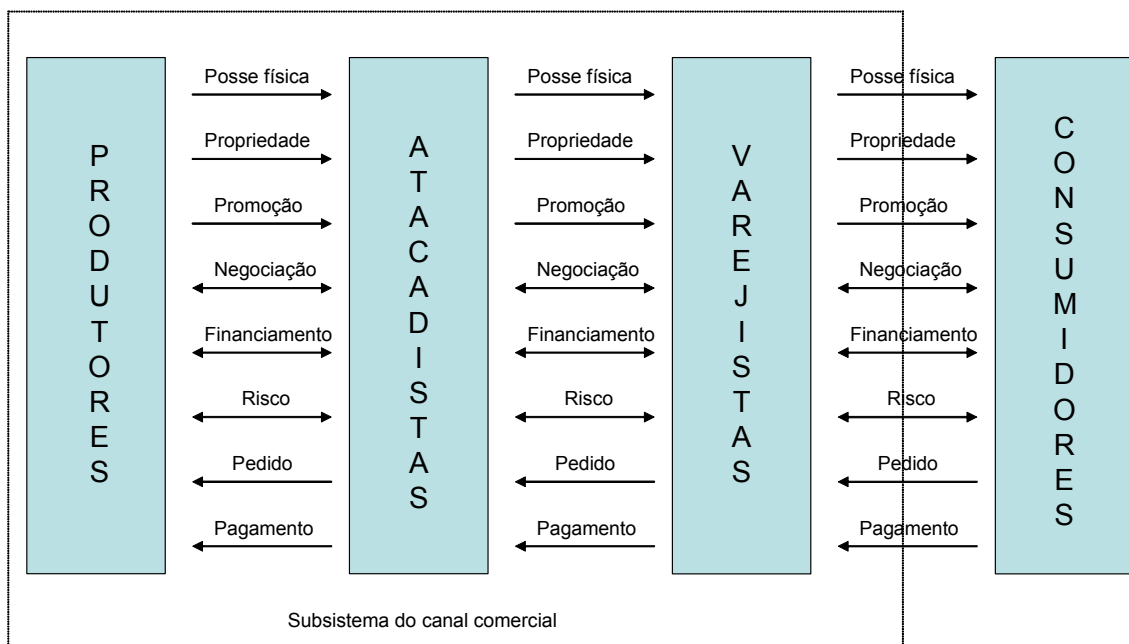 PRODUTORES
ATACADISTAS
VAREJISTAS
CONSUMIDORES
Posse física
Posse física
Posse física
Propriedade
Propriedade
Propriedade
Promoção
Promoção
Promoção
Negociação
Negociação
Negociação
Financiamento
Financiamento
Financiamento
Risco
Risco
Risco
Pedido
Pedido
Pedido
Pagamento
Pagamento
Pagamento
Subsistema do canal comercial